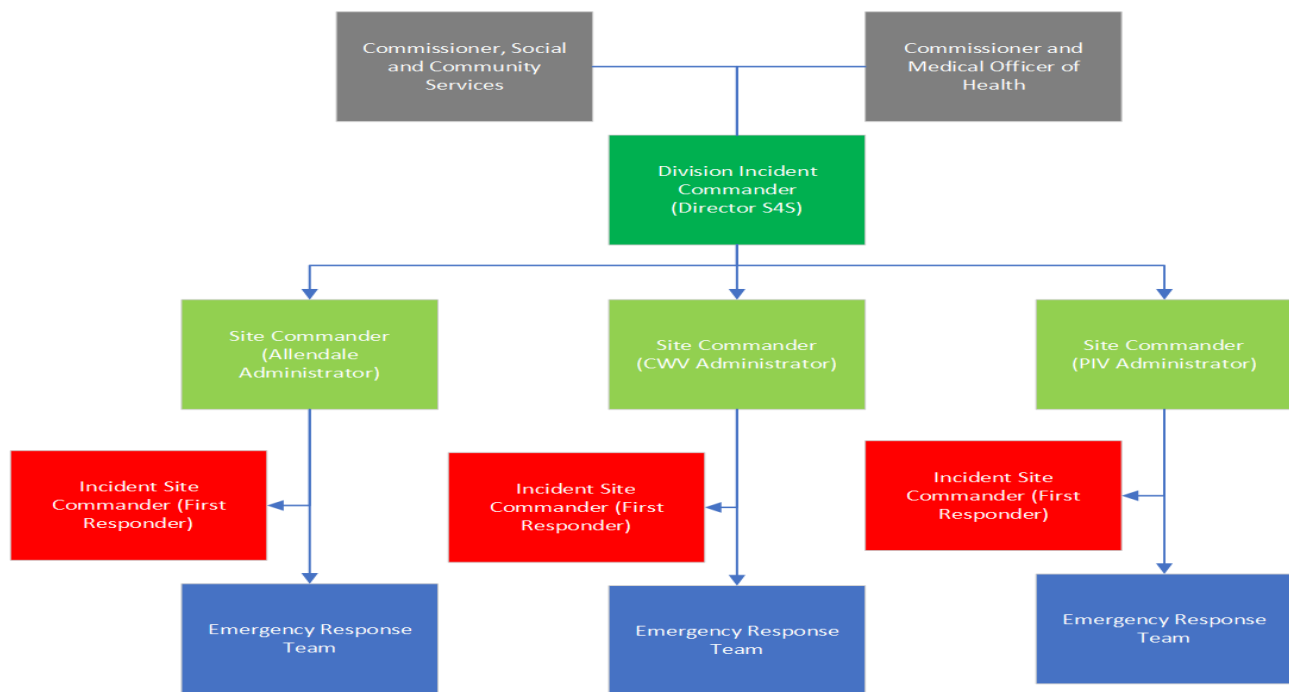 Commissioner, Social
and Community
Services
Commissioner and
Medical Officer of
Health
Division Incident
Commander
(Director S4S)
Site Commander
(Allendale
Administrator)
Site Commander
(CWV Administrator)
Site Commander
(PIV Administrator)
Incident Site
Commander (First
Responder)
Incident Site
Commander (First
Responder)
Incident Site
Commander (First
Responder)
Emergency Response
Team
Emergency Response
Team
Emergency Response
Team